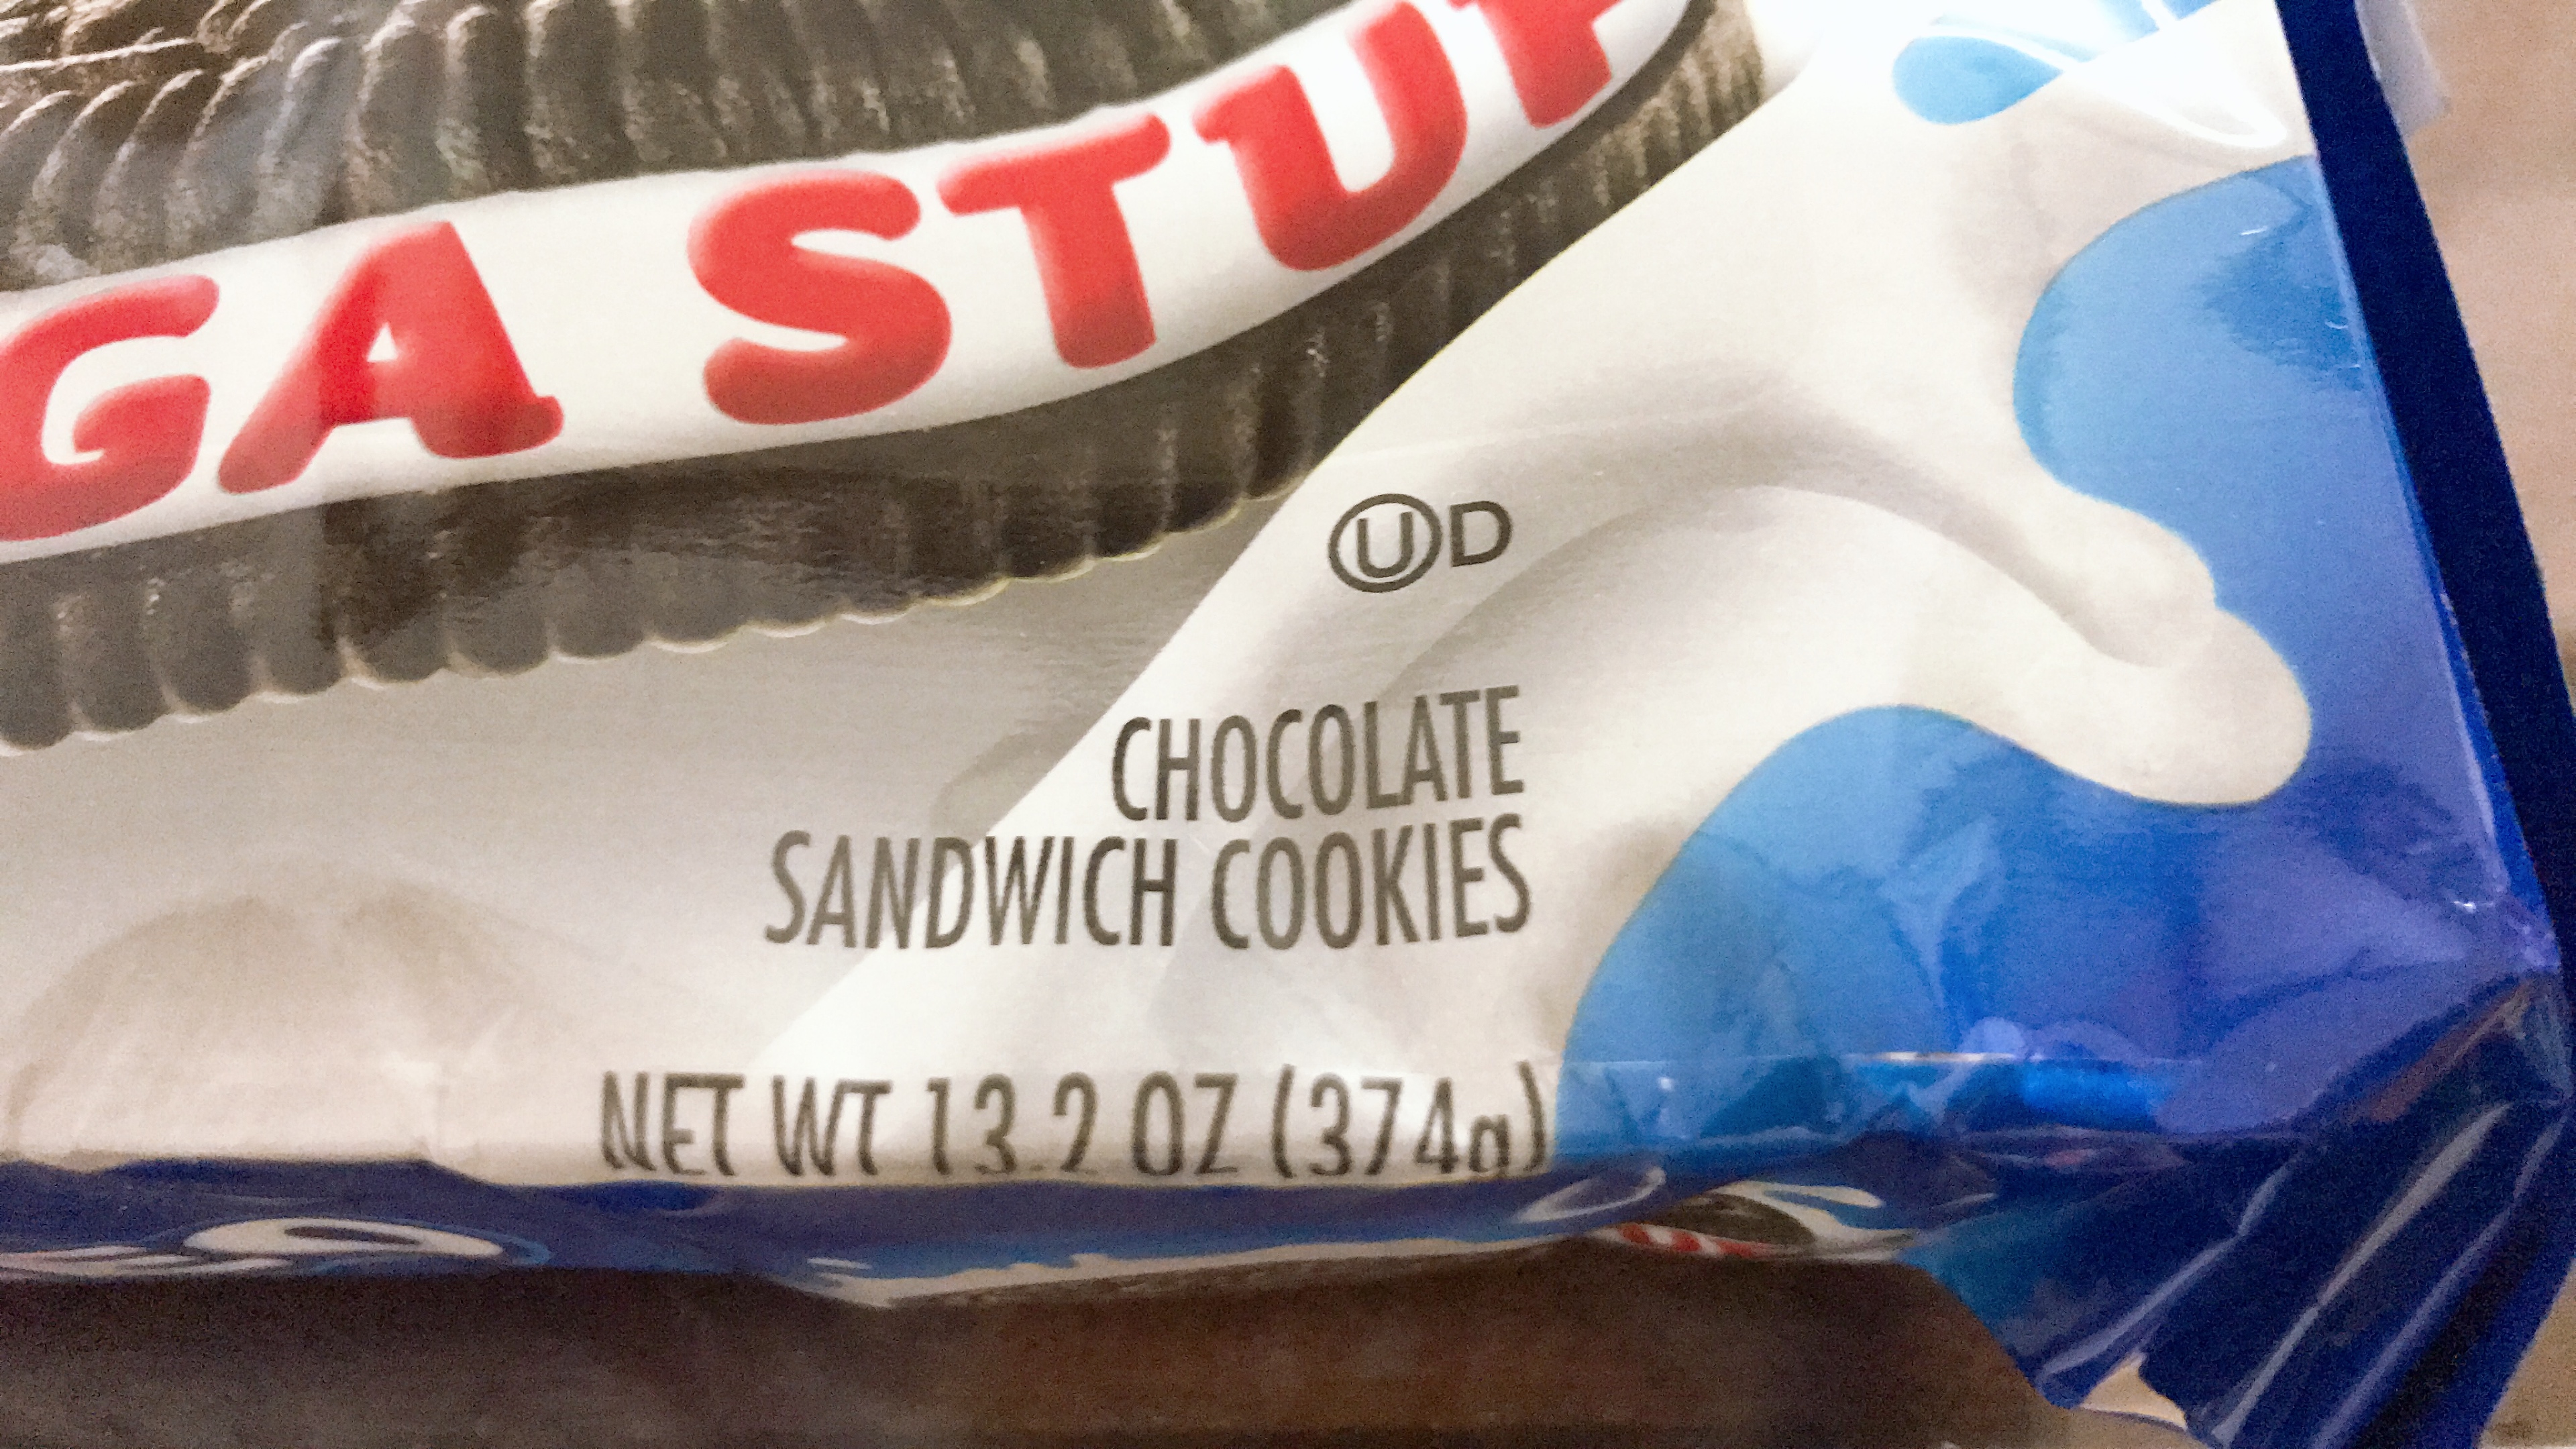 GA STUF
UD
CHOCOLATE
SANDWICH COOKIES
NET WT 13.2 OZ (374g)